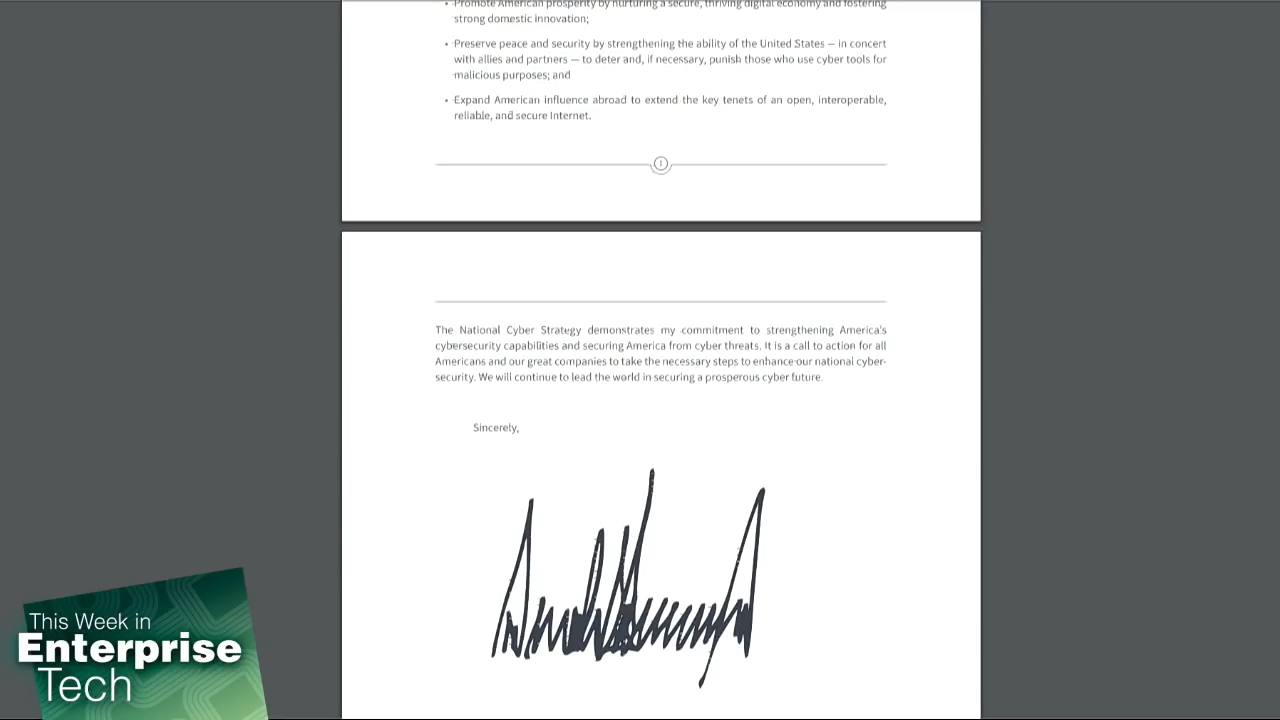 • Promote American prosperity by nurturing a secure, thriving digital economy and fostering
strong domestic innovation;
• Preserve peace and security by strengthening the ability of the United States — in concert
with allies and partners — to deter and, if necessary, punish those who use cyber tools for
malicious purposes; and
• Expand American influence abroad to extend the key tenets of an open, interoperable,
reliable, and secure Internet.
I
The National Cyber Strategy demonstrates my commitment to strengthening America's
cybersecurity capabilities and securing America from cyber threats. It is a call to action for all
Americans and our great companies to take the necessary steps to enhance our national cyber-
security. We will continue to lead the world in securing a prosperous cyber future.
Sincerely,
This Week in
Enterprise
Tech